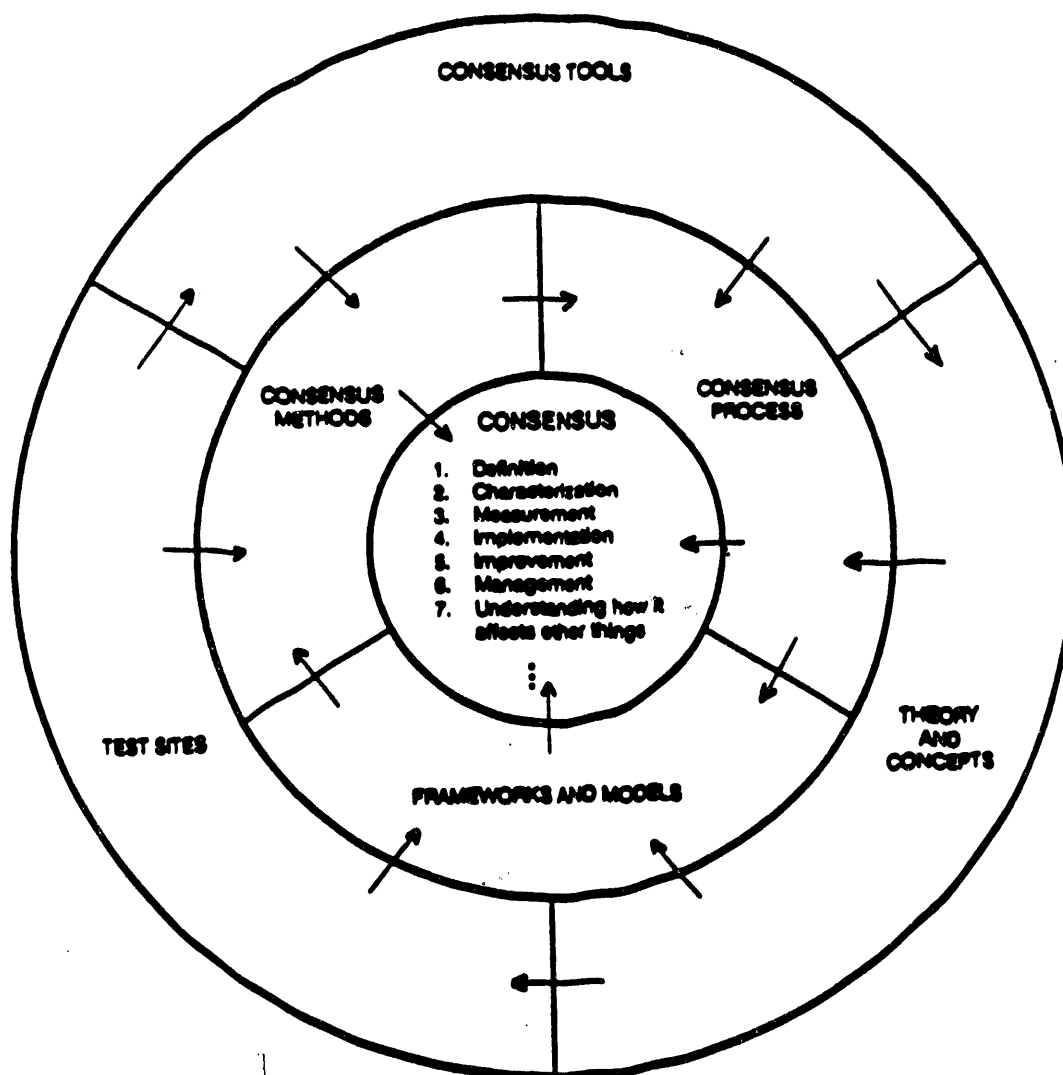 CONSENSUS TOOLS
CONSENSUS
METHODS
CONSENSUS
PROCESS
CONSENSUS
1. Definition
2. Characterization
3. Measurement
4. Implementation
5. Improvement
6. Management
7. Understanding how it
affects other things
TEST SITES
THEORY
AND
CONCEPTS
FRAMEWORKS AND MODELS